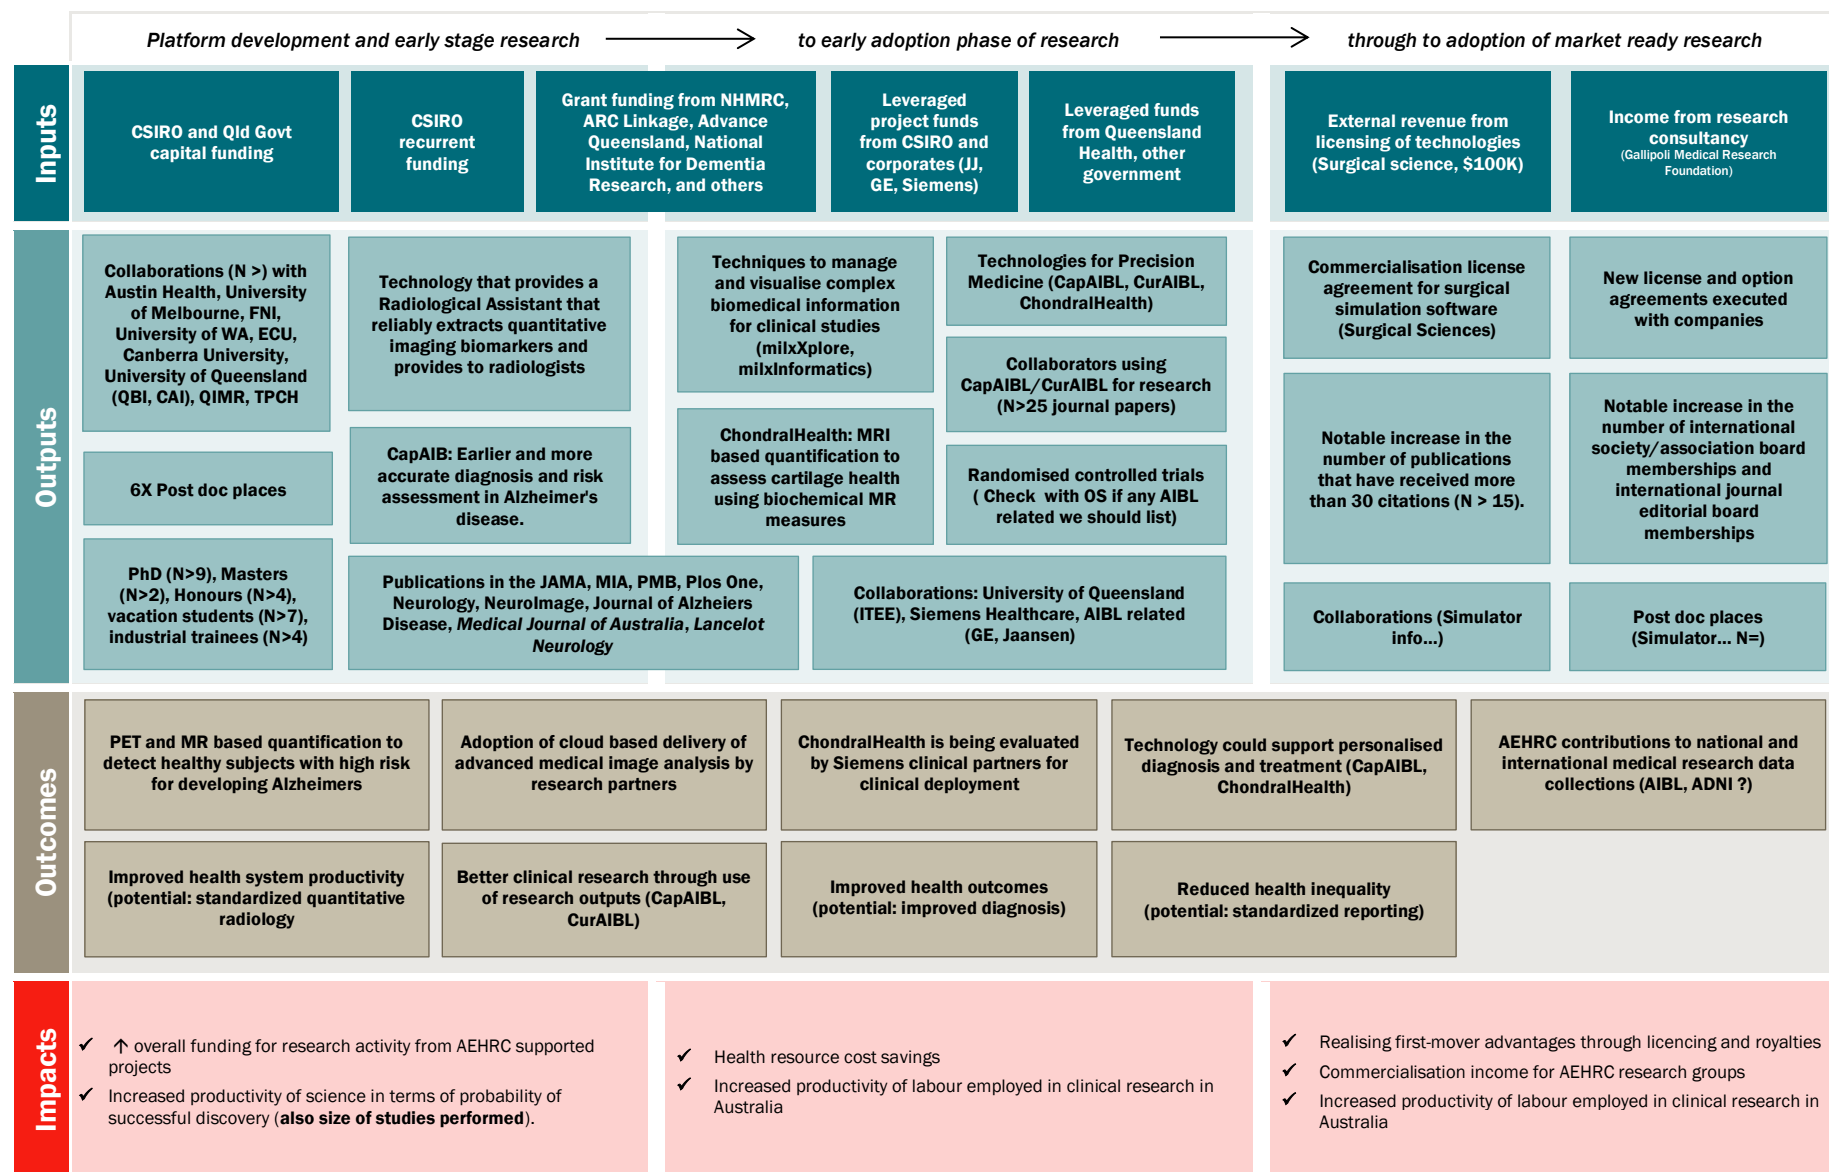 Platform development and early stage research
to early adoption phase of research
through to adoption of market ready research
Inputs
CSIRO and Qld Govt
capital funding
CSIRO
recurrent
funding
Grant funding from NHMRC,
ARC Linkage, Advance
Queensland, National
Institute for Dementia
Research, and others
Leveraged
project funds
from CSIRO and
corporates (JJ,
GE, Siemens)
Leveraged funds
from Queensland
Health, other
government
External revenue from
licensing of technologies
(Surgical science, $100K)
Income from research
consultancy
(Gallipoli Medical Research
Foundation)
Outputs
Collaborations (N >) with
Austin Health, University
of Melbourne, FNI,
University of WA, ECU,
Canberra University,
University of Queensland
(QBI, CAI), QIMR, TPCH
6X Post doc places
PhD (N>9), Masters
(N>2), Honours (N>4),
vacation students (N>7),
industrial trainees (N>4)
Technology that provides a
Radiological Assistant that
reliably extracts quantitative
imaging biomarkers and
provides to radiologists
CapAIB: Earlier and more
accurate diagnosis and risk
assessment in Alzheimer's
disease.
Publications in the JAMA, MIA, PMB, Plos One,
Neurology, NeuroImage, Journal of Alzheiers
Disease, Medical Journal of Australia, Lancelot
Neurology
Techniques to manage
and visualise complex
biomedical information
for clinical studies
(milxXplore,
milxInformatics)
ChondralHealth: MRI
based quantification to
assess cartilage health
using biochemical MR
measures
Technologies for Precision
Medicine (CapAIBL, CurAIBL,
ChondralHealth)
Collaborators using
CapAIBL/CurAIBL for research
(N>25 journal papers)
Randomised controlled trials
( Check with OS if any AIBL
related we should list)
Collaborations: University of Queensland
(ITEE), Siemens Healthcare, AIBL related
(GE, Jaansen)
Commercialisation license
agreement for surgical
simulation software
(Surgical Sciences)
Notable increase in the
number of publications
that have received more
than 30 citations (N > 15).
Collaborations (Simulator
info...)
New license and option
agreements executed
with companies
Notable increase in the
number of international
society/association board
memberships and
international journal
editorial board
memberships
Post doc places
(Simulator... N=)
Outcomes
PET and MR based quantification to
detect healthy subjects with high risk
for developing Alzheimers
Adoption of cloud based delivery of
advanced medical image analysis by
research partners
ChondralHealth is being evaluated
by Siemens clinical partners for
clinical deployment
Technology could support personalised
diagnosis and treatment (CapAIBL,
ChondralHealth)
AEHRC contributions to national and
international medical research data
collections (AIBL, ADNI ?)
Improved health system productivity
(potential: standardized quantitative
radiology
Better clinical research through use
of research outputs (CapAIBL,
CurAIBL)
Improved health outcomes
(potential: improved diagnosis)
Reduced health inequality
(potential: standardized reporting)
Impacts
✓ ↑ overall funding for research activity from AEHRC supported
projects
✓ Increased productivity of science in terms of probability of
successful discovery (also size of studies performed).
✓ Health resource cost savings
✓ Increased productivity of labour employed in clinical research in
Australia
✓ Realising first-mover advantages through licencing and royalties
✓ Commercialisation income for AEHRC research groups
✓ Increased productivity of labour employed in clinical research in
Australia